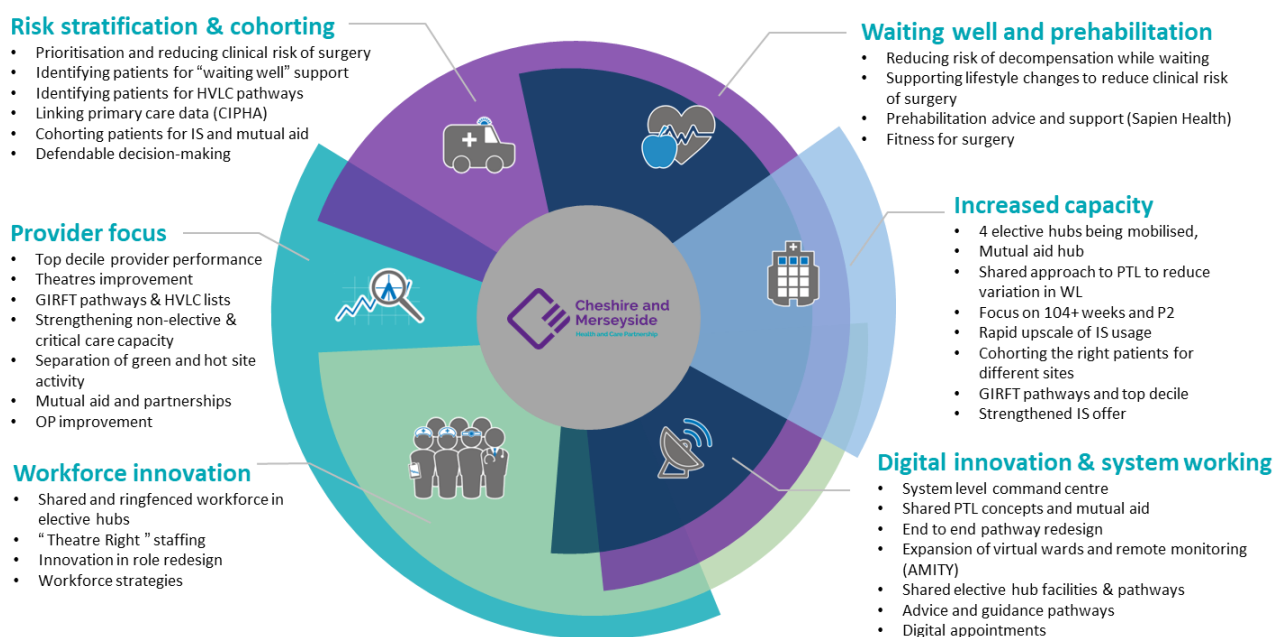 Risk stratification & cohorting
• Prioritisation and reducing clinical risk of surgery
• Identifying patients for “waiting well” support
• Identifying patients for HVLC pathways
• Linking primary care data (CIPHA)
• Cohorting patients for IS and mutual aid
• Defendable decision-making
Provider focus
• Top decile provider performance
• Theatres improvement
• GIRFT pathways & HVLC lists
• Strengthening non-elective &
critical care capacity
• Separation of green and hot site
activity
• Mutual aid and partnerships
• OP improvement
Workforce innovation
• Shared and ringfenced workforce in
elective hubs
• “ Theatre Right ” staffing
• Innovation in role redesign
• Workforce strategies
Cheshire and
Merseyside
Health and Care Partnership
Waiting well and prehabilitation
• Reducing risk of decompensation while waiting
• Supporting lifestyle changes to reduce clinical risk
of surgery
• Prehabilitation advice and support (Sapien Health)
• Fitness for surgery
Increased capacity
• 4 elective hubs being mobilised,
• Mutual aid hub
• Shared approach to PTL to reduce
variation in WL
• Focus on 104+ weeks and P2
• Rapid upscale of IS usage
• Cohorting the right patients for
different sites
• GIRFT pathways and top decile
• Strengthened IS offer
Digital innovation & system working
• System level command centre
• Shared PTL concepts and mutual aid
• End to end pathway redesign
• Expansion of virtual wards and remote monitoring
(AMITY)
• Shared elective hub facilities & pathways
• Advice and guidance pathways
• Digital appointments